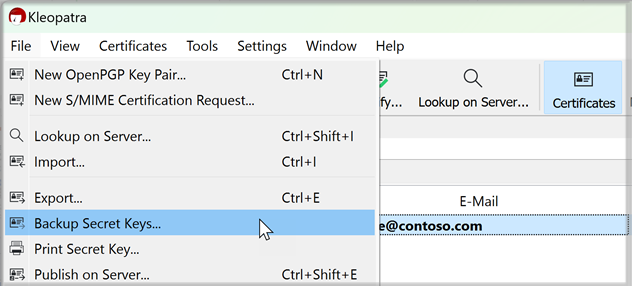 Kleopatra
File View Certificates Tools Settings Window Help
New OpenPGP Key Pair... Ctrl+N
New S/MIME Certification Request...
fy... Lookup on Server... Certificates
Lookup on Server... Ctrl+Shift+I
Import... Ctrl+I
Export... Ctrl+E
E-Mail
Backup Secret Keys...
e@contoso.com
Print Secret Key...
Publish on Server... Ctrl+Shift+E